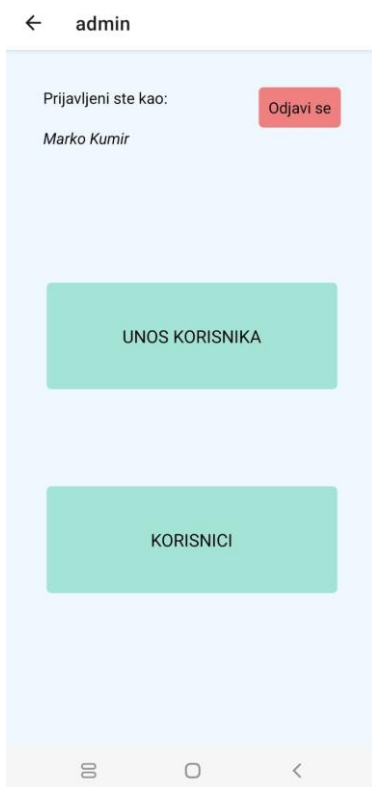 admin
Prijavljeni ste kao:
Odjavi se
Marko Kumir
UNOS KORISNIKA
KORISNICI